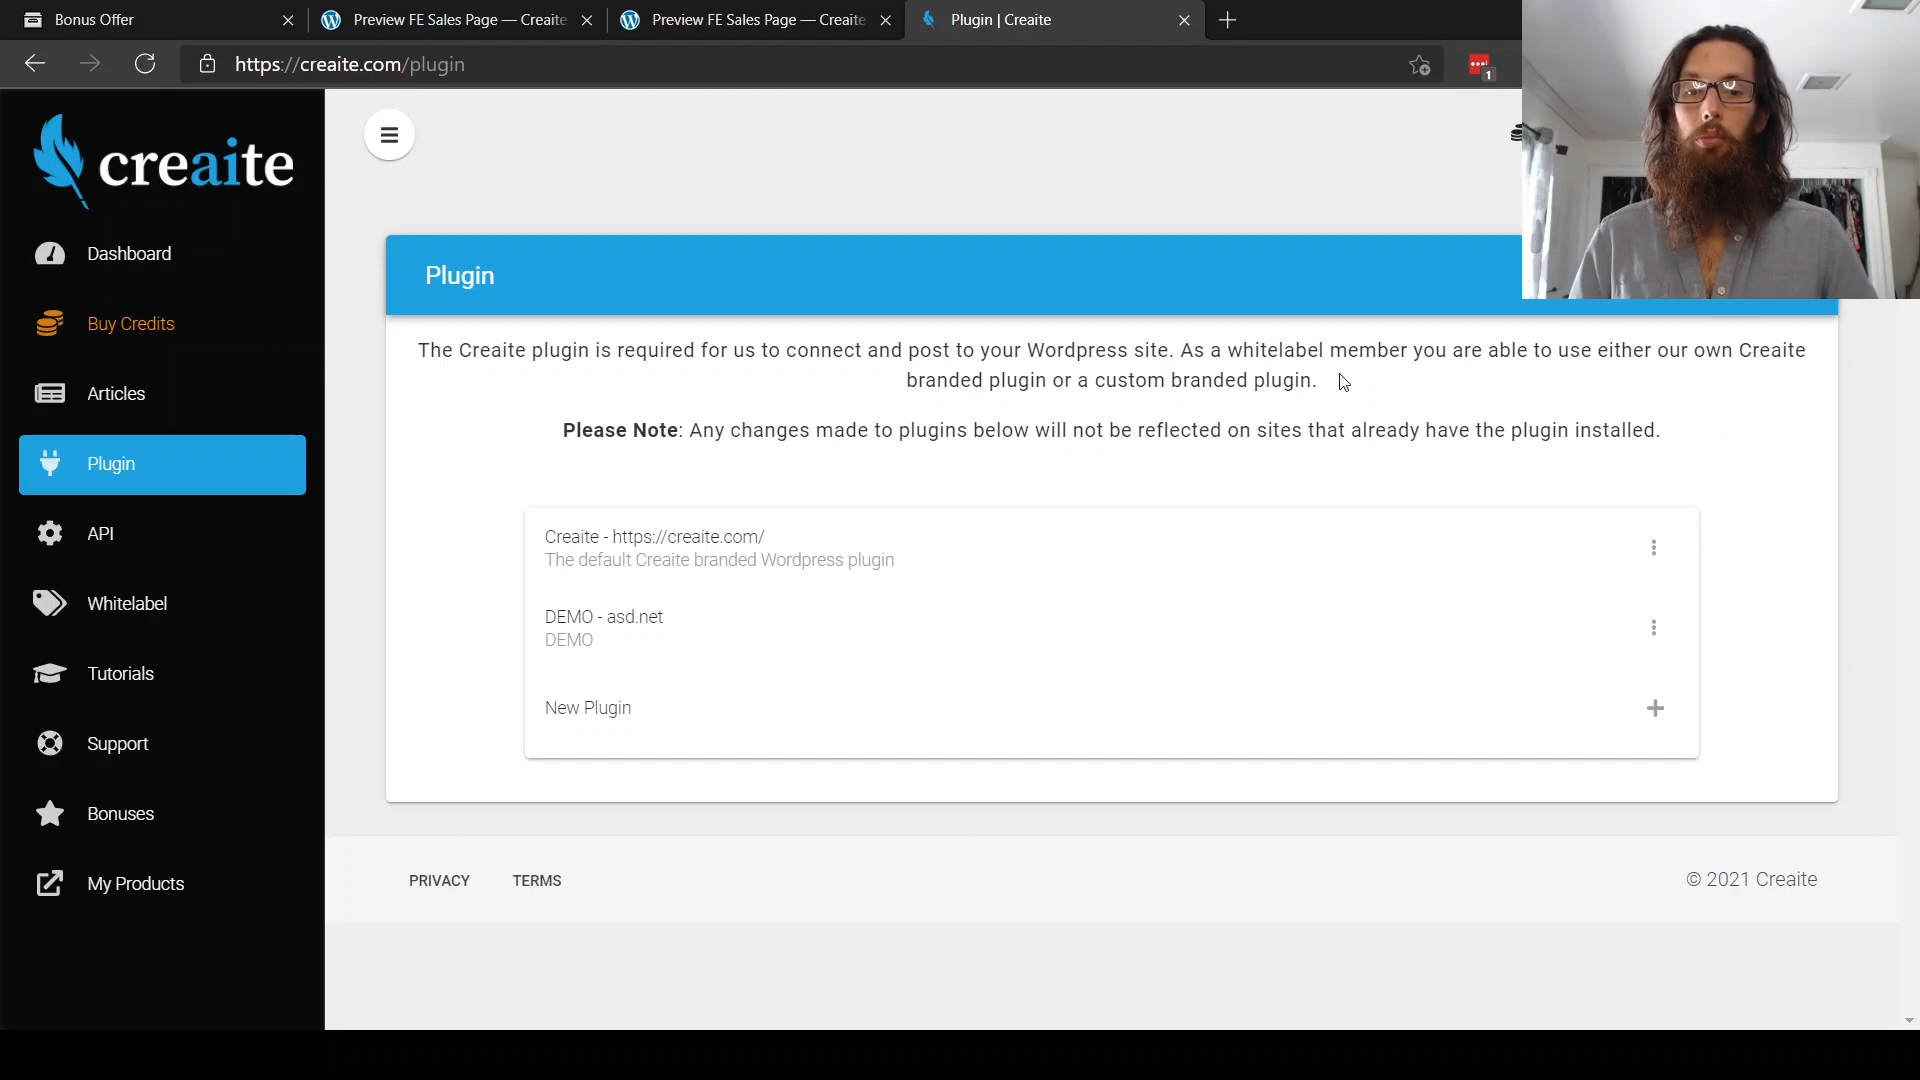 Bonus Offer
Preview FE Sales Page — Creaite
Preview FE Sales Page — Creaite
Plugin | Creaite
https://creaite.com/plugin
1
creaite
Dashboard
Buy Credits
Articles
Plugin
API
Whitelabel
Tutorials
Support
Bonuses
My Products
Plugin
The Creaite plugin is required for us to connect and post to your Wordpress site. As a whitelabel member you are able to use either our own Creaite
branded plugin or a custom branded plugin.
Please Note: Any changes made to plugins below will not be reflected on sites that already have the plugin installed.
Creaite - https://creaite.com/
The default Creaite branded Wordpress plugin
DEMO - asd.net
DEMO
New Plugin
PRIVACY
TERMS
© 2021 Creaite